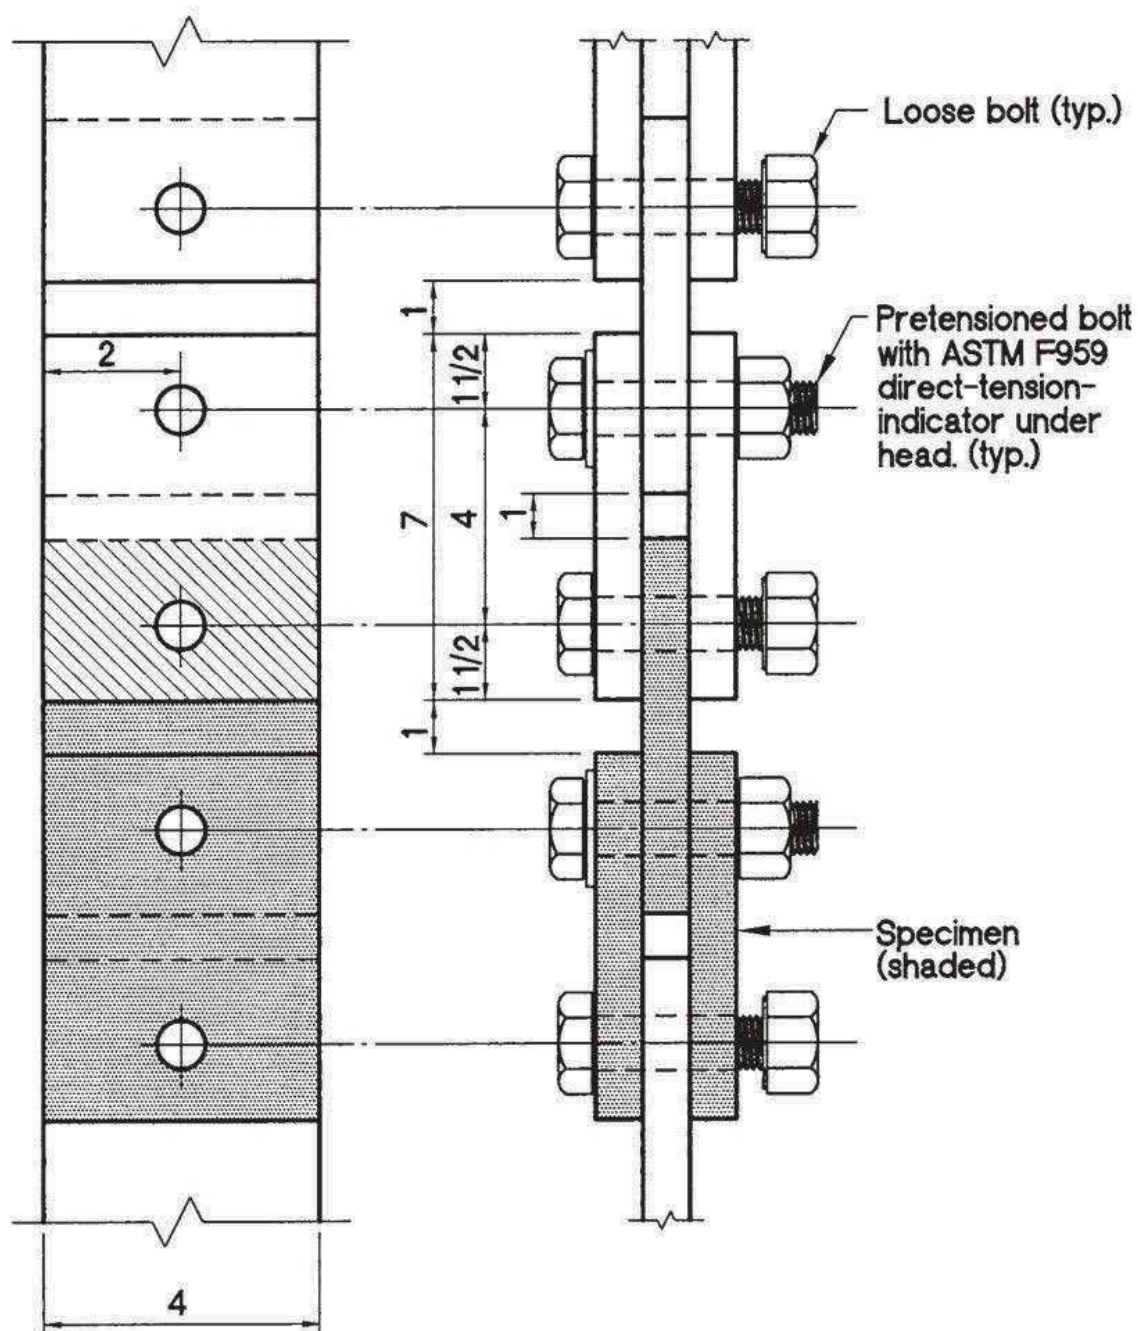 Loose bolt (typ.)
1
Pretensioned bolt
with ASTM F959
direct-tension-
indicator under
head. (typ.)
2
1 1/2
7
4
1
1 1/2
1
Specimen
(shaded)
4